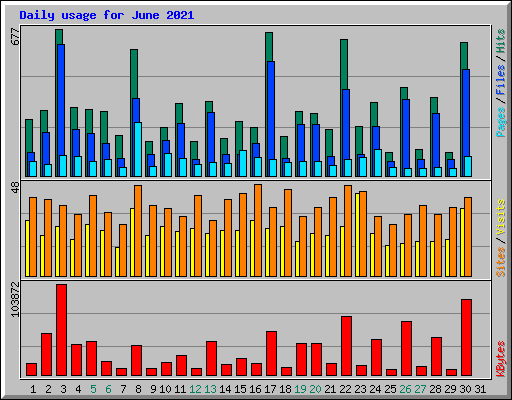 Daily usage for June 2021
677
Pages / Files / Hits
48
Sites / Visits
103872
KBytes
1 2 3 4 5 6 7 8 9 10 11 12 13 14 15 16 17 18 19 20 21 22 23 24 25 26 27 28 29 30 31